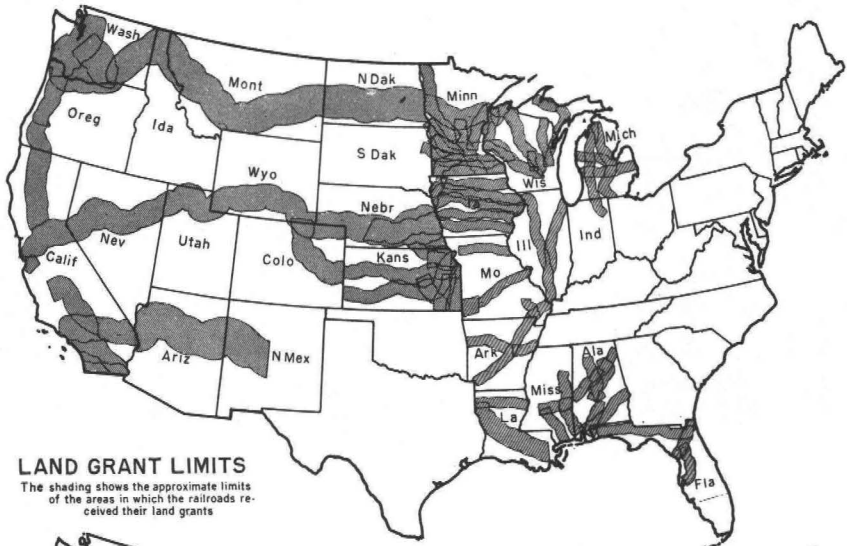 Wash
Mont
N Dak
Minn
Oreg
Ida
S Dak
Mich
Wyo
Wis
Nebr
Ia
Nev
Utah
Ill
Ind
Calif
Colo
Kans
Mo
Ariz
N Mex
Ark
Ala
Miss
La
Fla
LAND GRANT LIMITS
The shading shows the approximate limits
of the areas in which the railroads re-
ceived their land grants